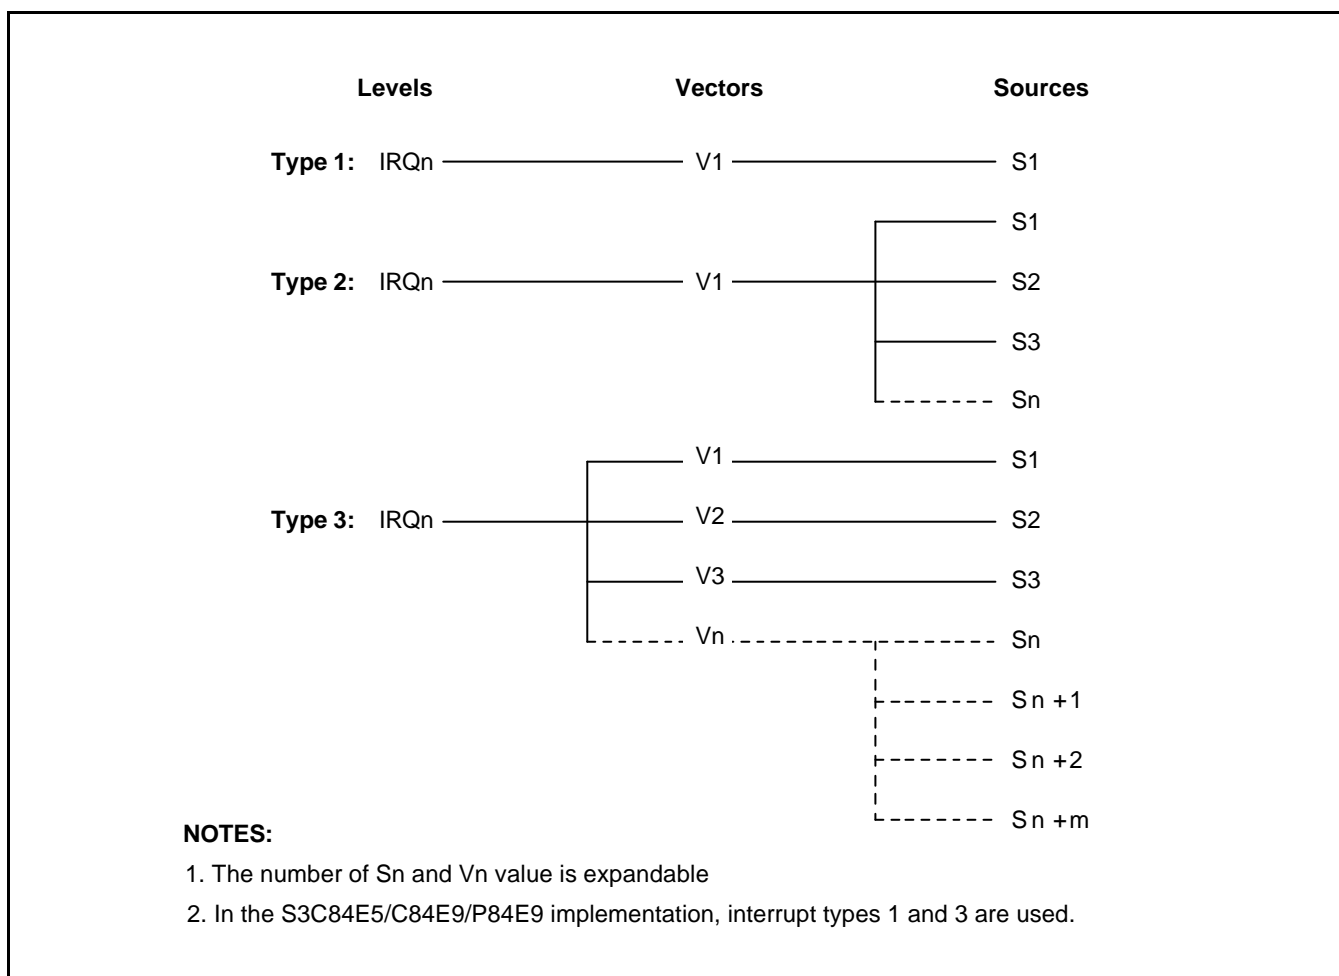 Levels Vectors Sources
Type 1: IRQn V1 S1
S1
Type 2: IRQn V1 S2
S3
Sn
V1 S1
Type 3: IRQn V2 S2
V3 S3
Vn Sn
Sn +1
Sn +2
Sn +m
NOTES:
1. The number of Sn and Vn value is expandable
2. In the S3C84E5/C84E9/P84E9 implementation, interrupt types 1 and 3 are used.